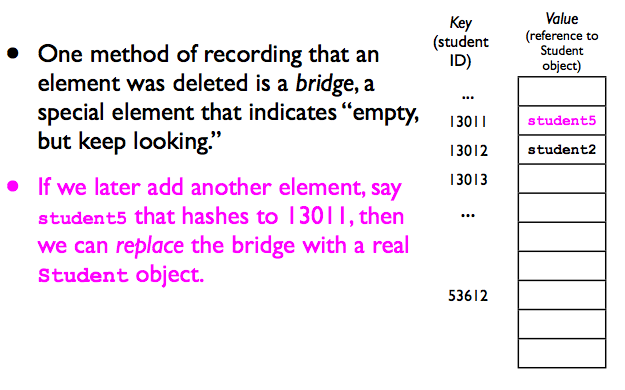 • One method of recording that an
element was deleted is a bridge, a
special element that indicates “empty,
but keep looking.”
• If we later add another element, say
student5 that hashes to 13011, then
we can replace the bridge with a real
Student object.
Key
(student
ID)
Value
(reference to
Student
object)
...
13011 student5
13012 student2
13013
...
53612